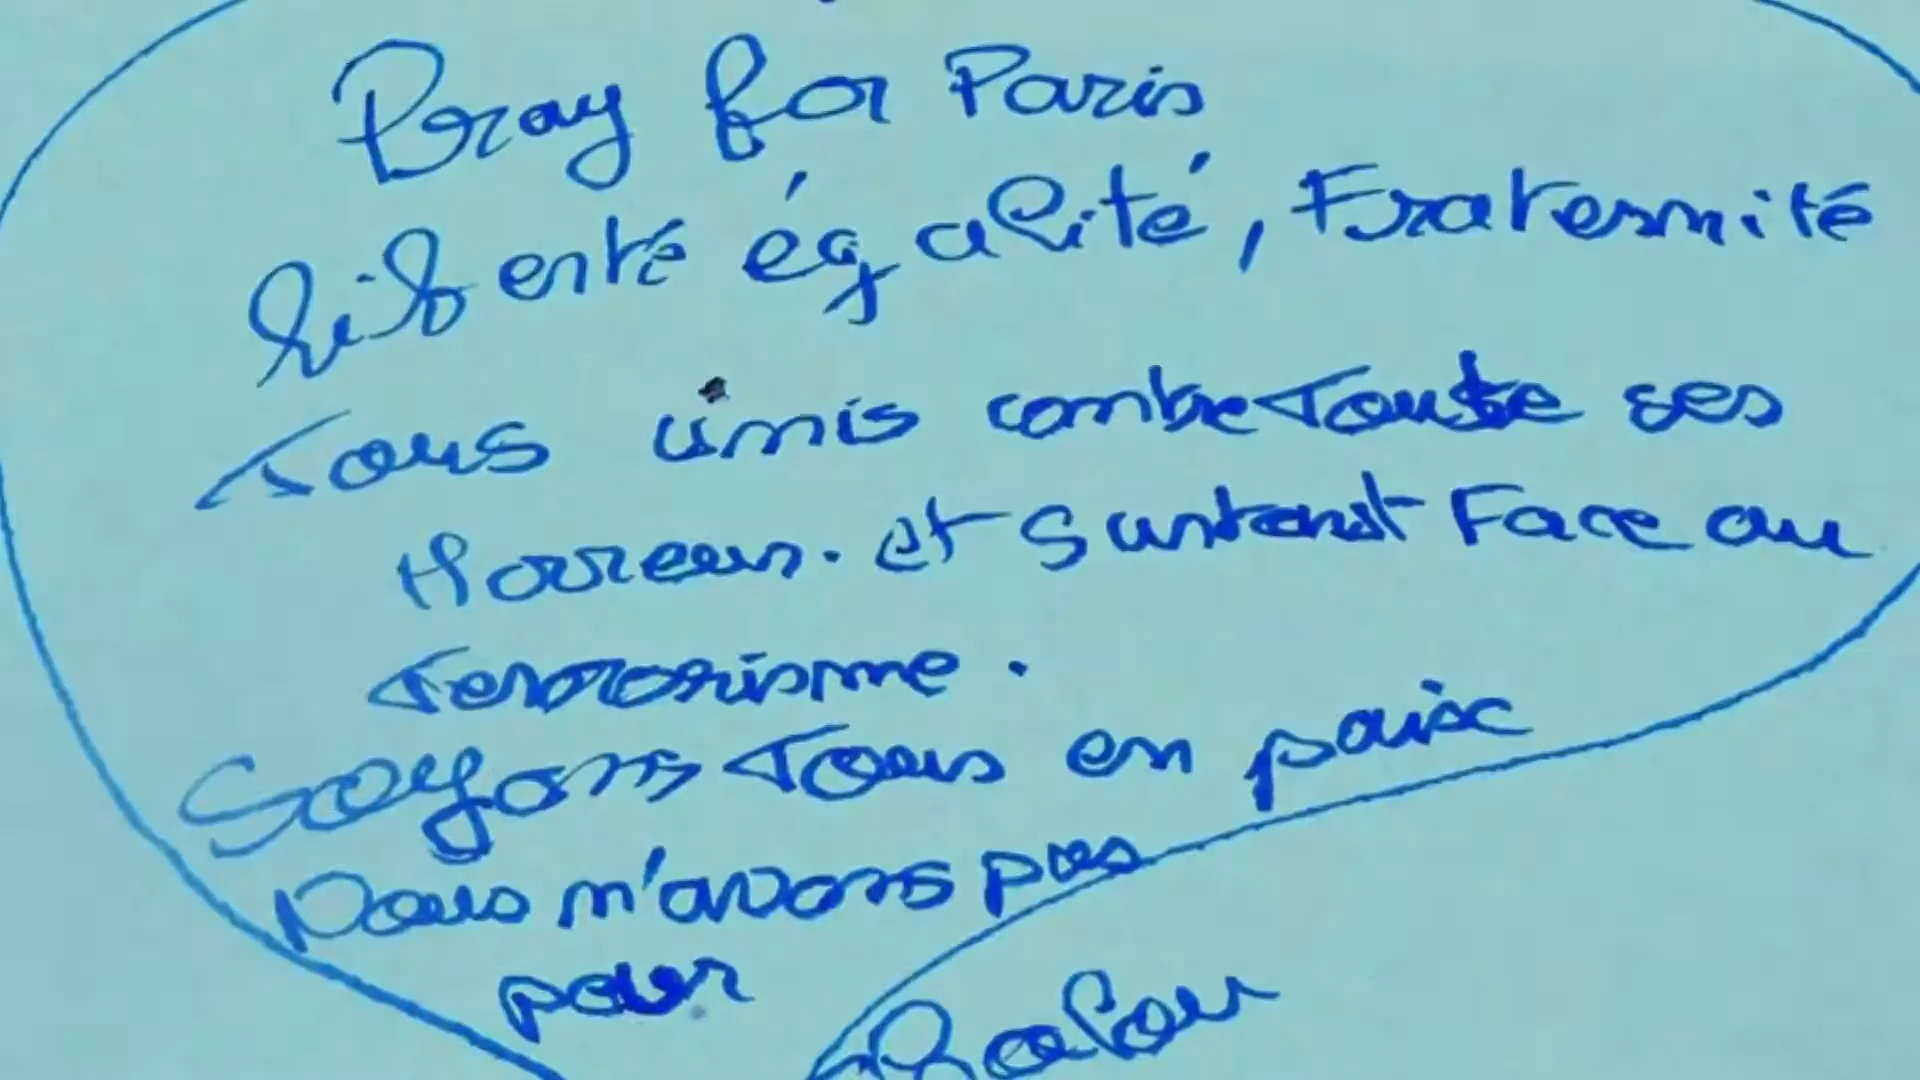 Pray for Paris
Liberté égalité, Fraternité
Tous unis contre Toute ses
Horreur. et surtout Face au
Terrorisme.
Soyons Tous en paix
Nous n'avons pas
peur